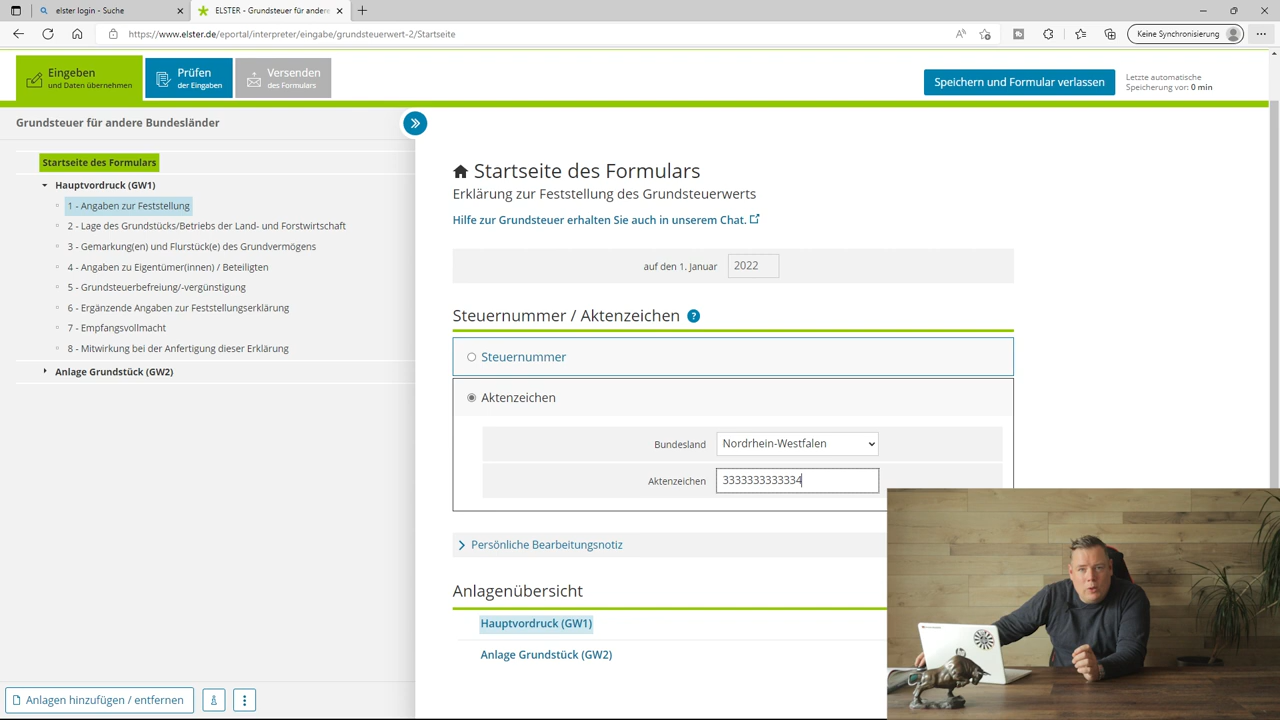 elster login - Suche
ELSTER - Grundsteuer für andere
https://www.elster.de/eportal/interpreter/eingabe/grundsteuerwert-2/Startseite
Keine Synchronisierung
Eingeben
und Daten übernehmen
Prüfen
der Eingaben
Versenden
des Formulars
Speichern und Formular verlassen
Letzte automatische
Speicherung vor: 0 min
Grundsteuer für andere Bundesländer
Startseite des Formulars
Hauptvordruck (GW1)
1 - Angaben zur Feststellung
2 - Lage des Grundstücks/Betriebs der Land- und Forstwirtschaft
3 - Gemarkung(en) und Flurstück(e) des Grundvermögens
4 - Angaben zu Eigentümer(innen) / Beteiligten
5 - Grundsteuerbefreiung/-vergünstigung
6 - Ergänzende Angaben zur Feststellungserklärung
7 - Empfangsvollmacht
8 - Mitwirkung bei der Anfertigung dieser Erklärung
Anlage Grundstück (GW2)
Anlagen hinzufügen / entfernen
Startseite des Formulars
Erklärung zur Feststellung des Grundsteuerwerts
Hilfe zur Grundsteuer erhalten Sie auch in unserem Chat.
auf den 1. Januar 2022
Steuernummer / Aktenzeichen ?
Steuernummer
Aktenzeichen
Bundesland Nordrhein-Westfalen
Aktenzeichen 3333333333334
Persönliche Bearbeitungsnotiz
Anlagenübersicht
Hauptvordruck (GW1)
Anlage Grundstück (GW2)